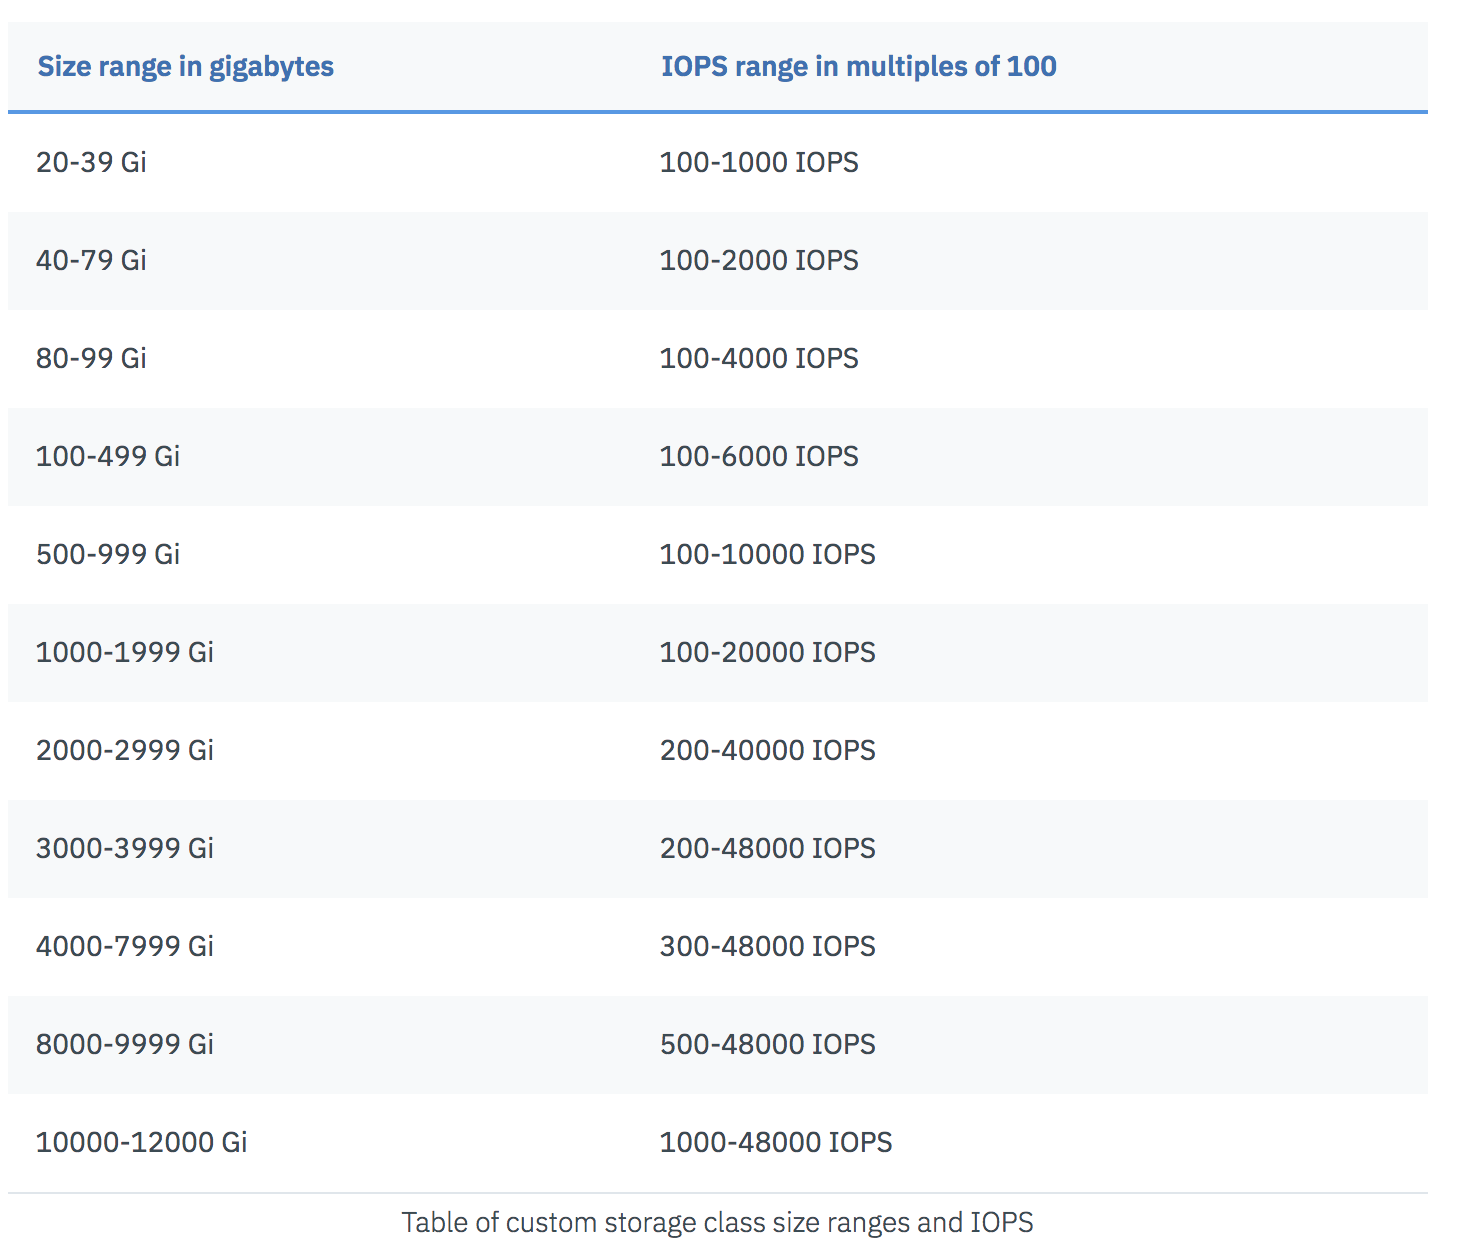 Size range in gigabytes IOPS range in multiples of 100
20-39 Gi 100-1000 IOPS
40-79 Gi 100-2000 IOPS
80-99 Gi 100-4000 IOPS
100-499 Gi 100-6000 IOPS
500-999 Gi 100-10000 IOPS
1000-1999 Gi 100-20000 IOPS
2000-2999 Gi 200-40000 IOPS
3000-3999 Gi 200-48000 IOPS
4000-7999 Gi 300-48000 IOPS
8000-9999 Gi 500-48000 IOPS
10000-12000 Gi 1000-48000 IOPS
Table of custom storage class size ranges and IOPS